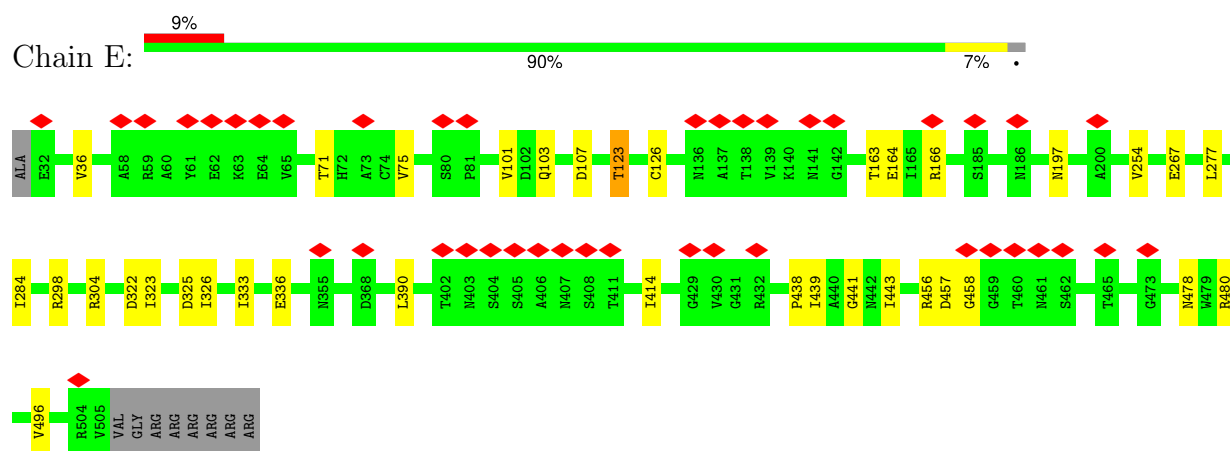 9%
Chain E:
90% 7% •
ALA E32 V36 A58 R59 A60 Y61 E62 K63 E64 V65 T71 H72 A73 C74 V75 S80 P81 V101 D102 Q103 D107 T123 C126 N136 A137 T138 V139 K140 N141 G142 T163 E164 I165 R166 S185 N186 N197 A200 V254 E267 L277
I284 R298 R304 D322 I323 D325 I326 I333 E336 N355 D368 L390 T402 N403 S404 S405 A406 N407 S408 T411 I414 G429 V430 G431 R432 P438 I439 A440 G441 N442 I443 R456 D457 G458 G459 T460 N461 S462 T465 G473 N478 W479 R480
V496 R504 V505 VAL GLY ARG ARG ARG ARG ARG ARG